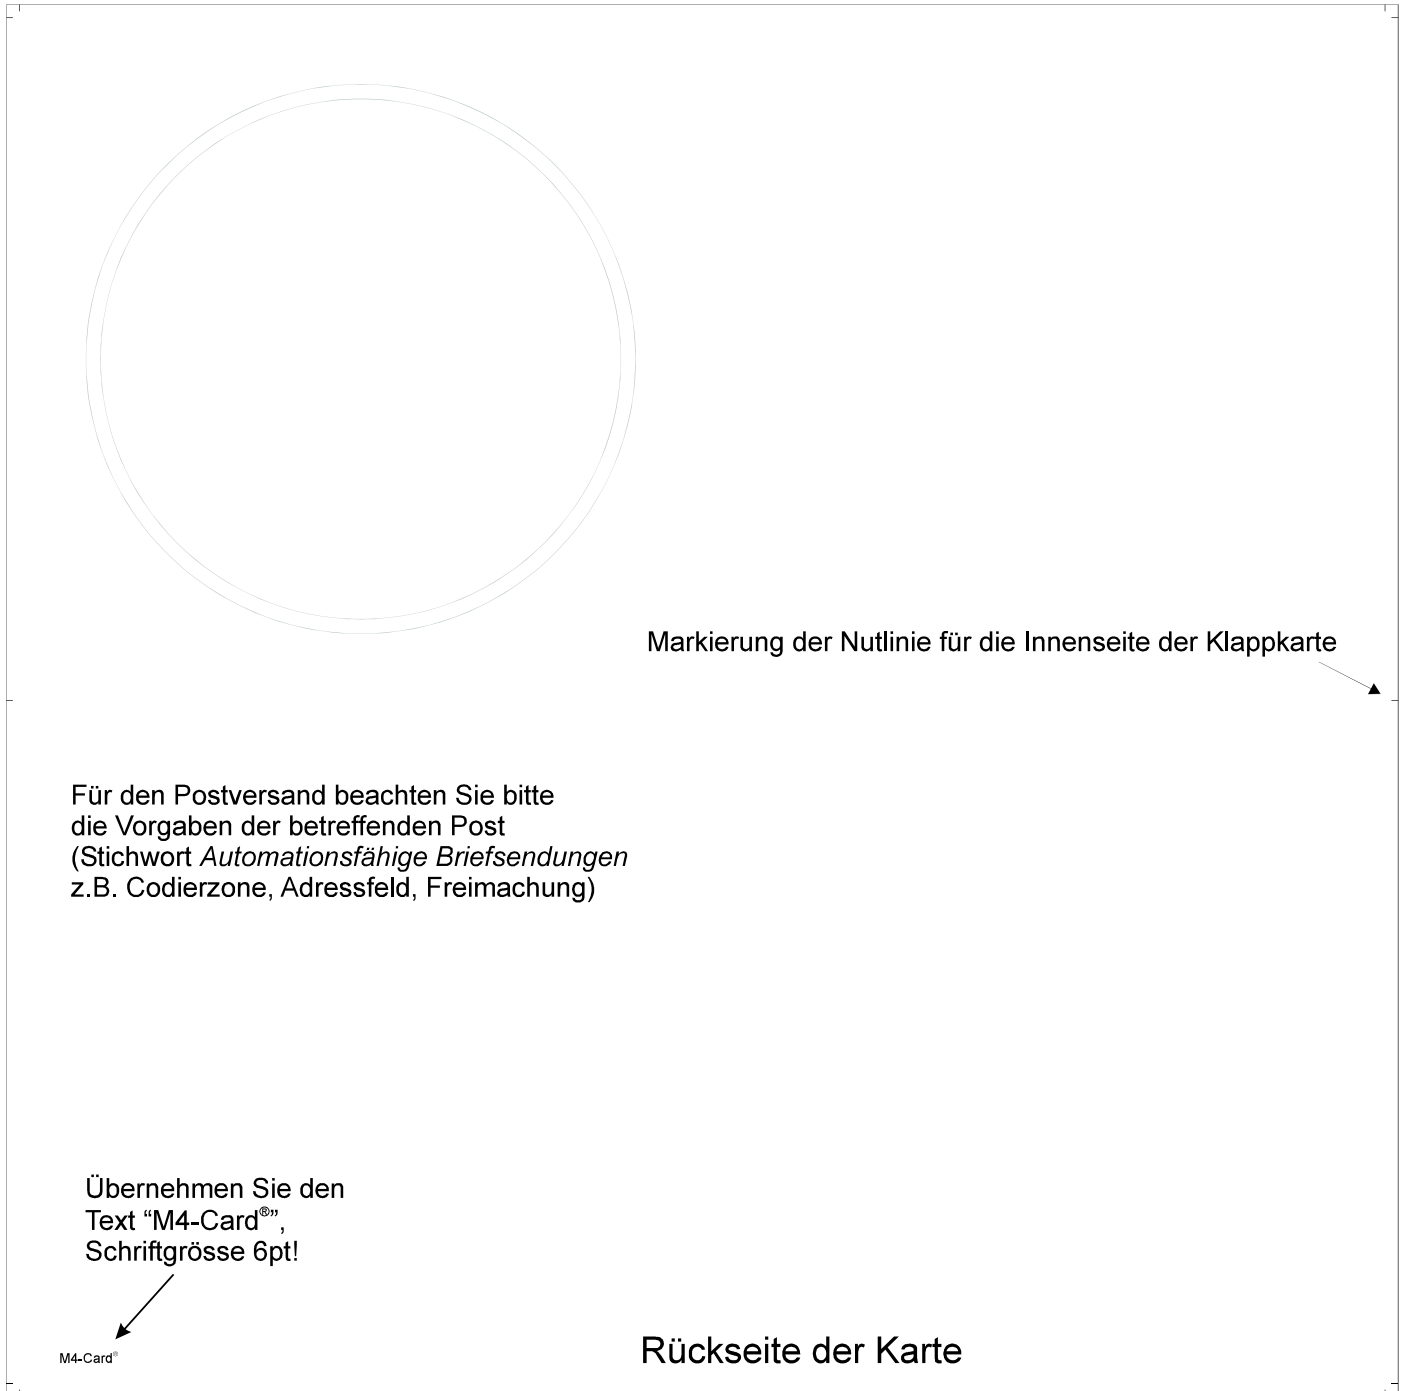 Markierung der Nutlinie für die Innenseite der Klappkarte
Für den Postversand beachten Sie bitte
die Vorgaben der betreffenden Post
(Stichwort Automationsfähige Briefsendungen
z.B. Codierzone, Adressfeld, Freimachung)
Übernehmen Sie den
Text “M4-Card®”,
Schriftgrösse 6pt!
M4-Card®
Rückseite der Karte